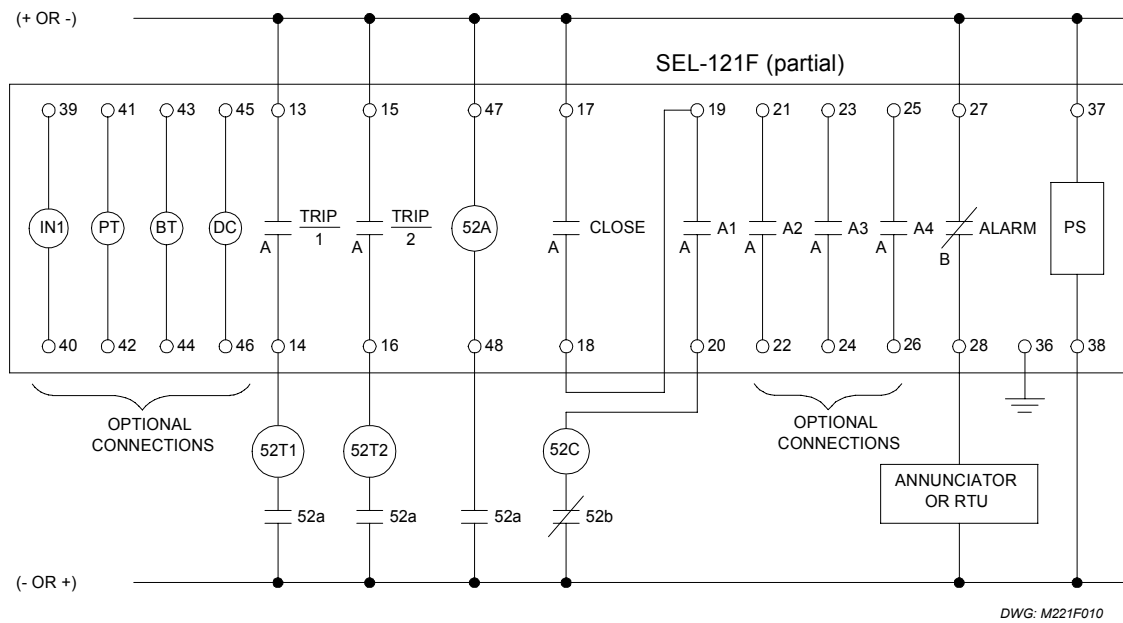 (+ OR -)
SEL-121F (partial)
39 41 43 45 13 15 47 17 19 21 23 25 27 37
IN1 PT BT DC TRIP 1 A TRIP 2 A 52A CLOSE A A1 A A2 A A3 A A4 A ALARM B PS
40 42 44 46 14 16 48 18 20 22 24 26 28 36 38
OPTIONAL
CONNECTIONS
OPTIONAL
CONNECTIONS
52T1 52T2 52C
ANNUNCIATOR
OR RTU
52a 52a 52a 52b
(- OR +)
DWG: M221F010